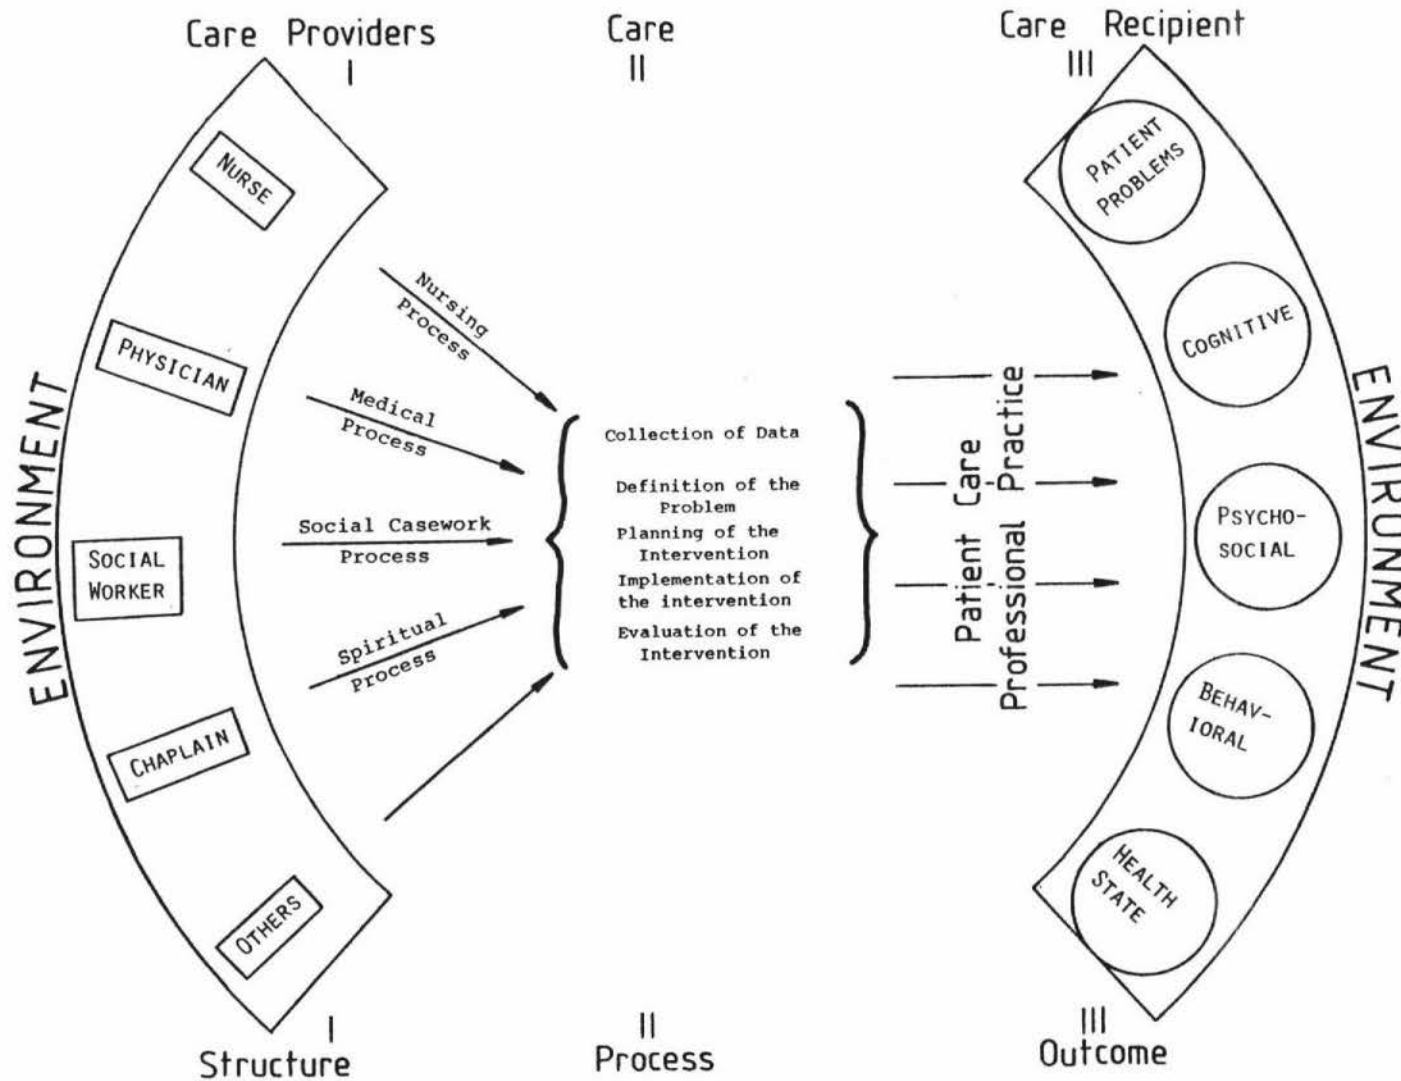 Care Providers
I
Care
II
Care Recipient
III
ENVIRONMENT
NURSE
PHYSICIAN
SOCIAL
WORKER
CHAPLAIN
OTHERS
Nursing
Process
Medical
Process
Social Casework
Process
Spiritual
Process
Collection of Data
Definition of the
Problem
Planning of the
Intervention
Implementation of
the intervention
Evaluation of the
Intervention
Patient Care
Professional Practice
PATIENT
PROBLEMS
COGNITIVE
PSYCHO-
SOCIAL
BEHAV-
IORAL
HEALTH
STATE
ENVIRONMENT
I
Structure
II
Process
III
Outcome